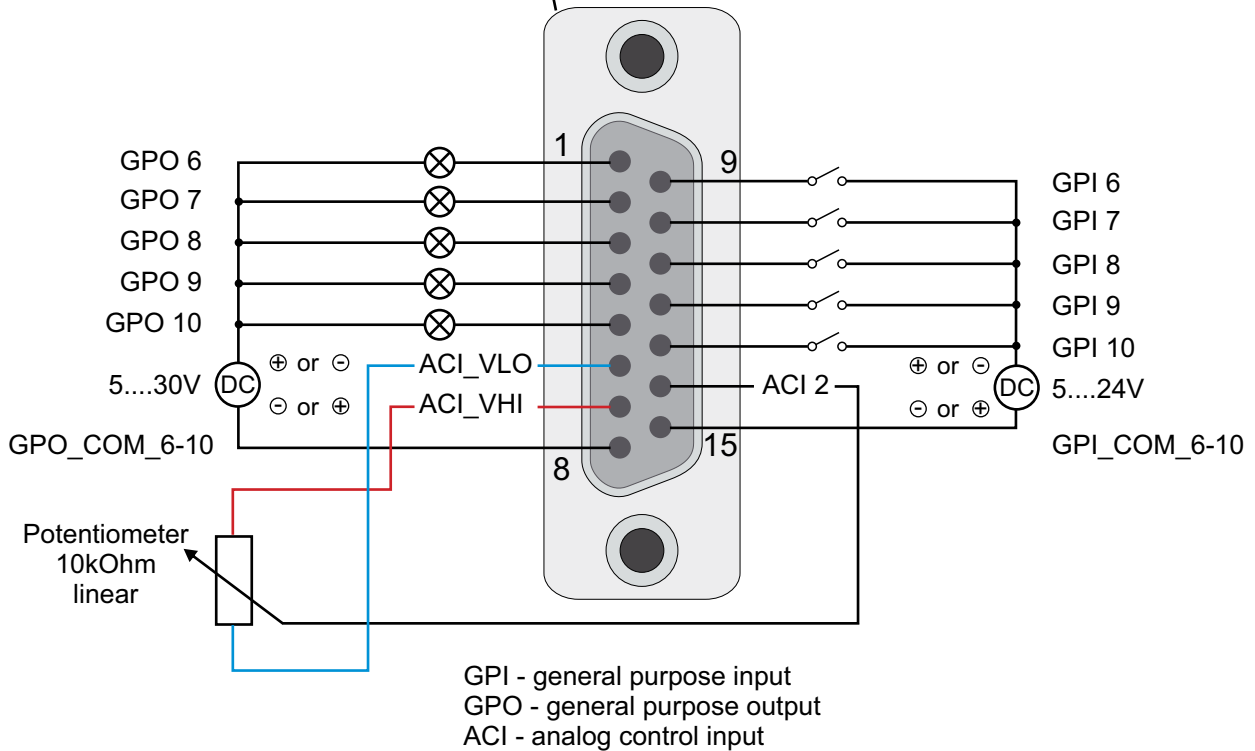 1
9
GPO 6
GPO 7
GPO 8
GPO 9
GPO 10
5....30V
DC
⊕ or ⊖
⊖ or ⊕
GPO_COM_6-10
8
ACI_VLO
ACI_VHI
ACI 2
GPI 6
GPI 7
GPI 8
GPI 9
GPI 10
⊕ or ⊖
⊖ or ⊕
DC
5....24V
15
GPI_COM_6-10
Potentiometer
10kOhm
linear
GPI - general purpose input
GPO - general purpose output
ACI - analog control input